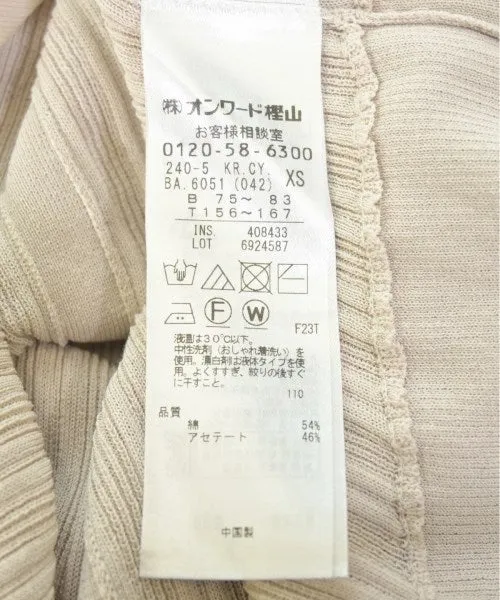 (株)オンワード樫山
お客様相談室
0120-58-6300
240-5 KR.CY.
BA.6051 (042) XS
B 75～ 83
T 156～167
INS. 408433
LOT 6924587
F W
F23T
液温は30℃以下。
中性洗剤（おしゃれ着洗い）を
使用。漂白剤は液体タイプを使
用。よくすすぎ、絞りの後すぐ
に干すこと。
110
品質
綿 54%
アセテート 46%
中国製